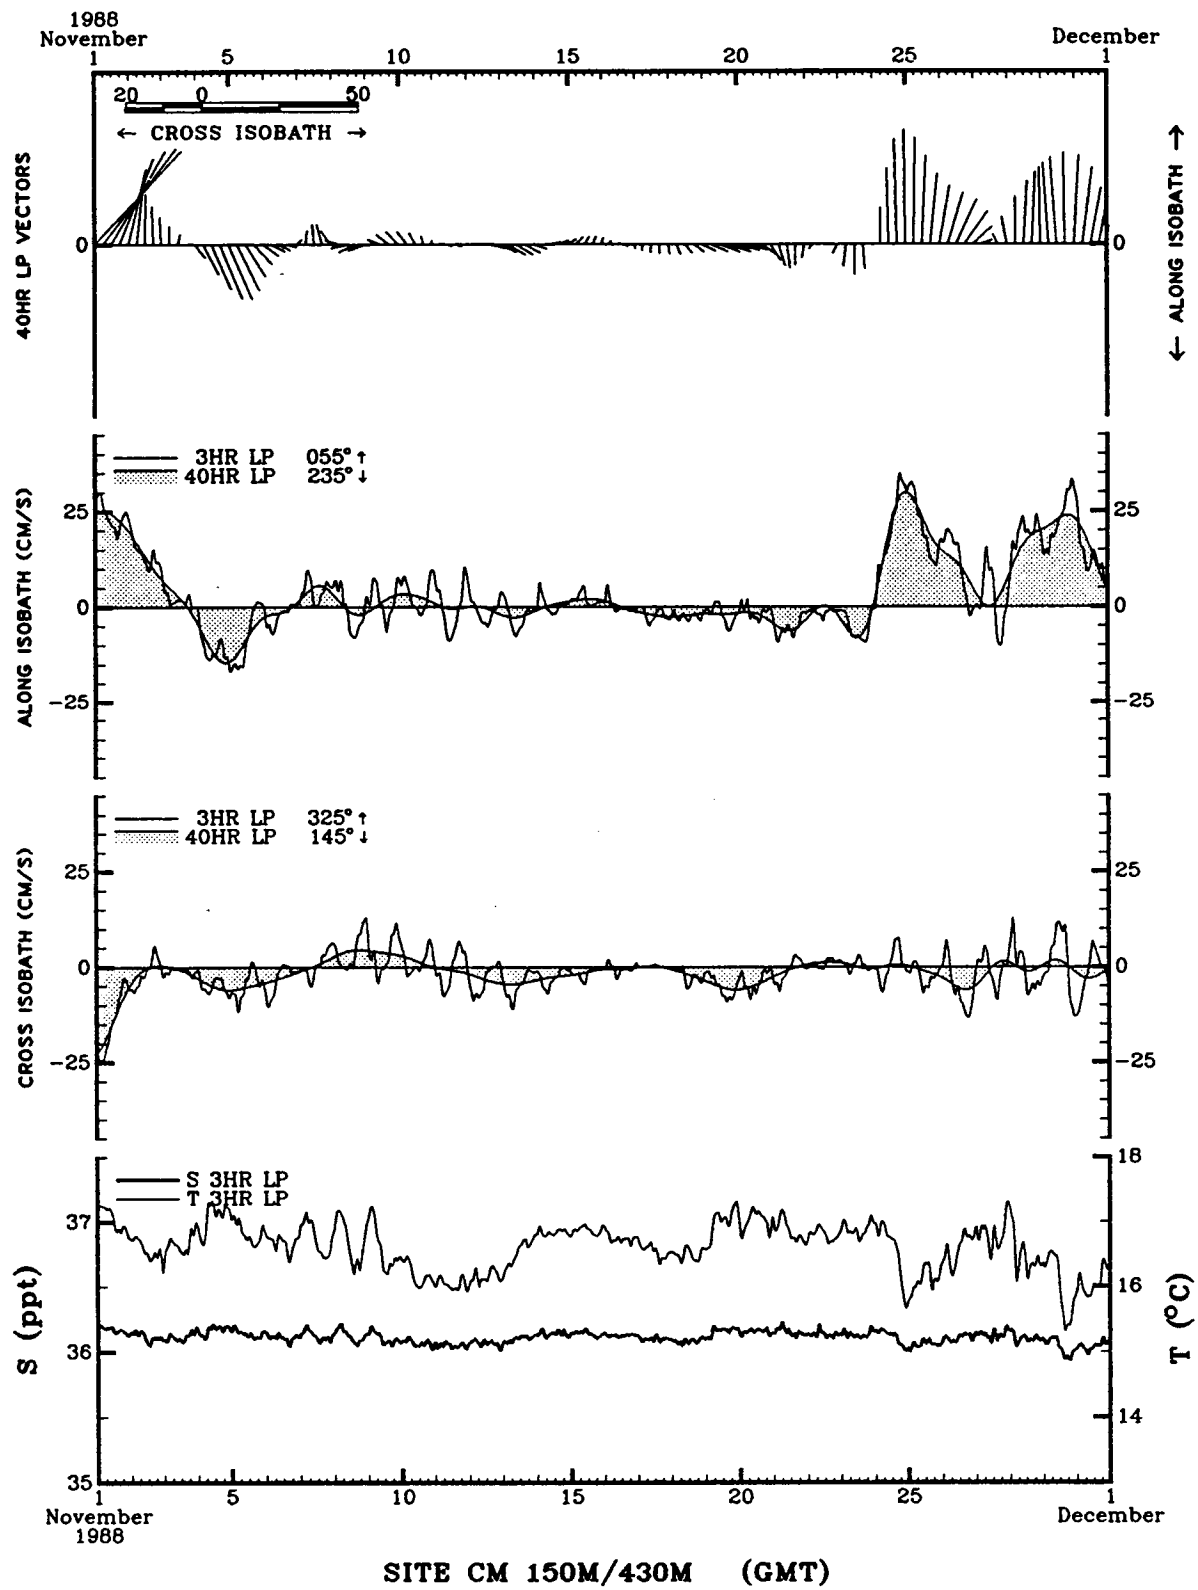 1988
November
December
1 5 10 15 20 25 1
20 0 50
← CROSS ISOBATH →
40HR LP VECTORS
0
0
← ALONG ISOBATH →
3HR LP 055° ↑
40HR LP 235° ↓
ALONG ISOBATH (CM/S)
25
0
-25
25
0
-25
3HR LP 325° ↑
40HR LP 145° ↓
CROSS ISOBATH (CM/S)
25
0
-25
25
0
-25
S 3HR LP
T 3HR LP
S (ppt)
37
36
35
18
16
14
T (°C)
1 5 10 15 20 25 1
November
1988
December
SITE CM 150M/430M (GMT)